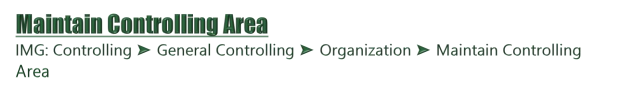 Maintain Controlling Area
IMG: Controlling ➤ General Controlling ➤ Organization ➤ Maintain Controlling
Area